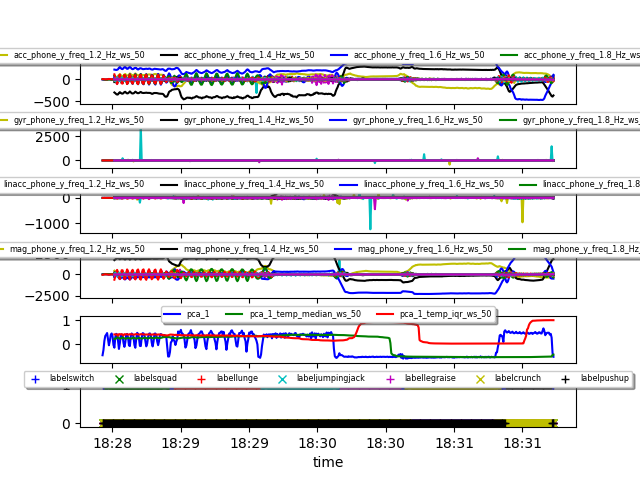 acc_phone_y_freq_1.2_Hz_ws_50 acc_phone_y_freq_1.4_Hz_ws_50 acc_phone_y_freq_1.6_Hz_ws_50 acc_phone_y_freq_1.8_Hz_ws
0
−500
gyr_phone_y_freq_1.2_Hz_ws_50 gyr_phone_y_freq_1.4_Hz_ws_50 gyr_phone_y_freq_1.6_Hz_ws_50 gyr_phone_y_freq_1.8_Hz_ws
2500
0
linacc_phone_y_freq_1.2_Hz_ws_50 linacc_phone_y_freq_1.4_Hz_ws_50 linacc_phone_y_freq_1.6_Hz_ws_50 linacc_phone_y_freq_1.8
0
−1000
mag_phone_y_freq_1.2_Hz_ws_50 mag_phone_y_freq_1.4_Hz_ws_50 mag_phone_y_freq_1.6_Hz_ws_50 mag_phone_y_freq_1.8_Hz
0
−2500
pca_1 pca_1_temp_median_ws_50 pca_1_temp_iqr_ws_50
1
0
labelswitch labelsquad labellunge labeljumpingjack labellegraise labelcrunch labelpushup
0
18:28 18:29 18:29 18:30 18:30 18:31 18:31
time